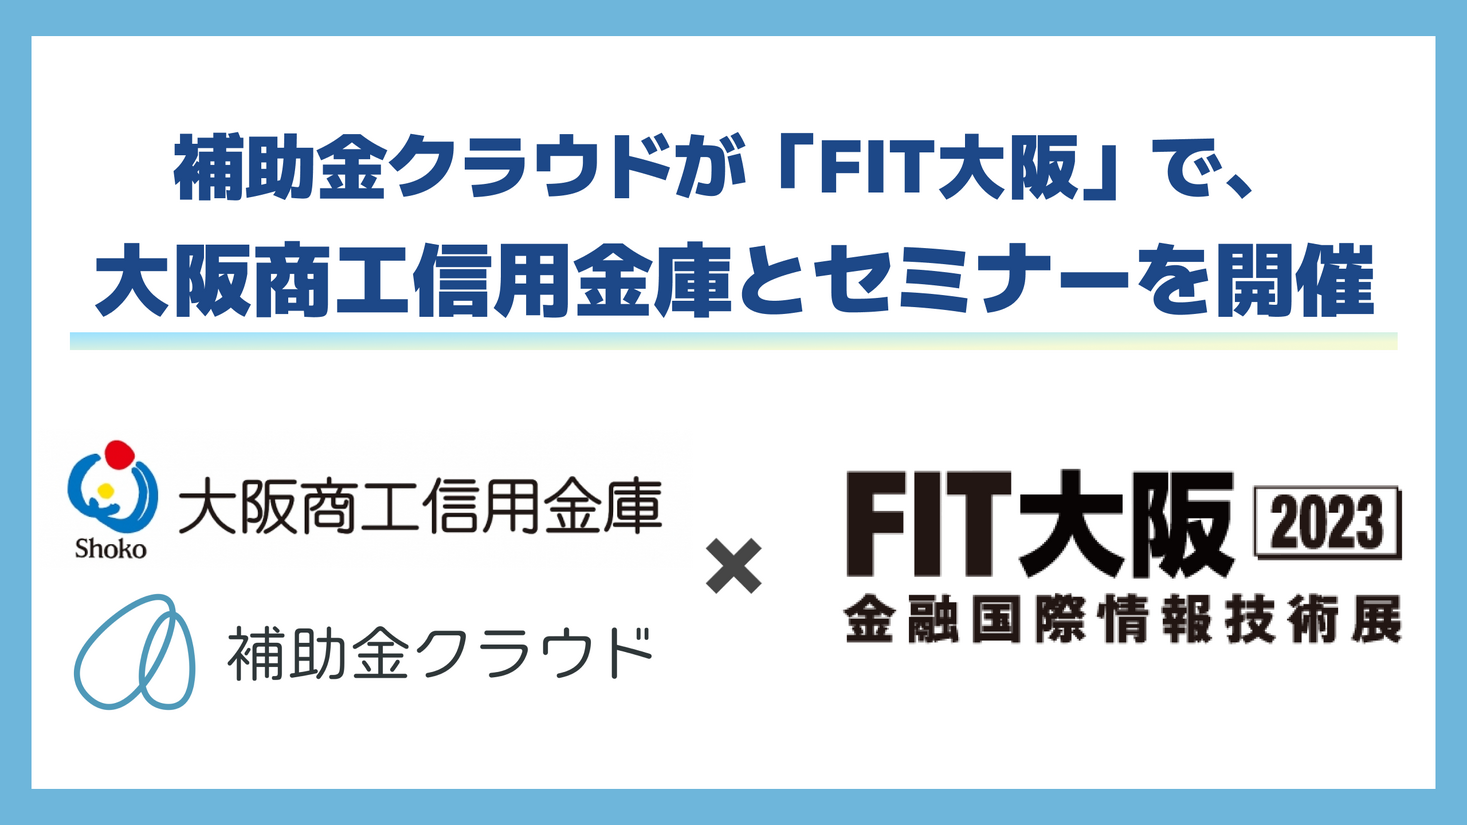 補助金クラウドが「FIT大阪」で、
大阪商工信用金庫とセミナーを開催
Shoko
大阪商工信用金庫
補助金クラウド
×
FIT大阪 2023
金融国際情報技術展